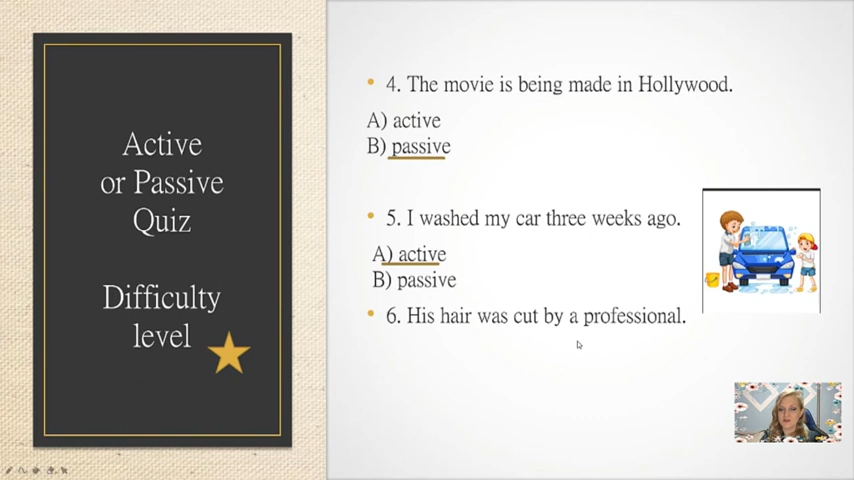 Active
or Passive
Quiz
Difficulty
level
• 4. The movie is being made in Hollywood.
A) active
B) passive
• 5. I washed my car three weeks ago.
A) active
B) passive
• 6. His hair was cut by a professional.